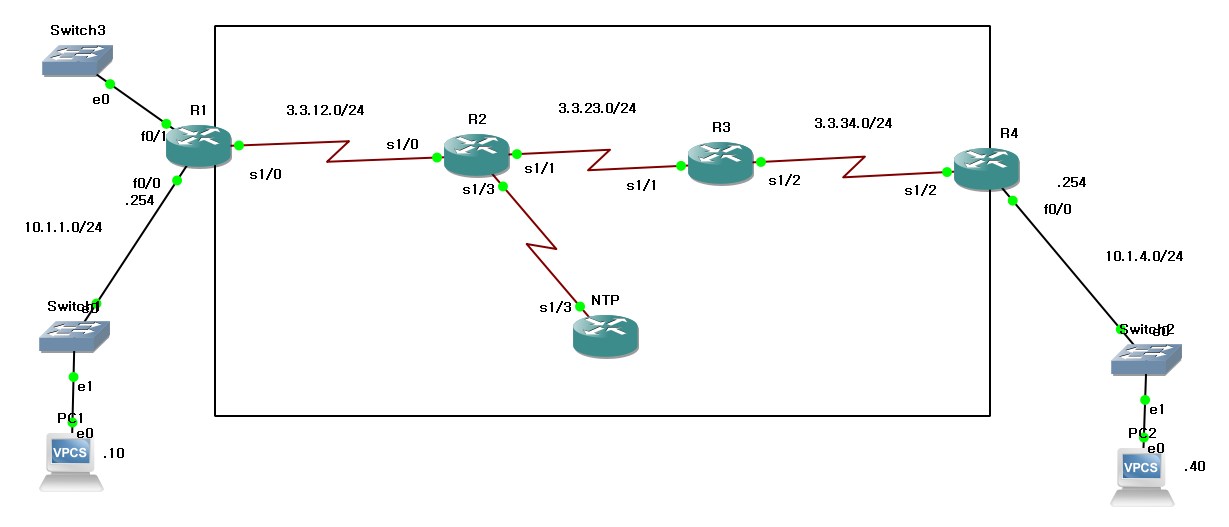 Switch3
e0
f0/1
R1
3.3.12.0/24
s1/0
s1/0
R2
3.3.23.0/24
s1/1
s1/3
s1/1
R3
3.3.34.0/24
s1/2
s1/2
R4
.254
f0/0
f0/0
.254
10.1.1.0/24
10.1.4.0/24
s1/3
NTP
Switch1
e0
Switch2
e0
e1
PC1
e0
VPCS
.10
e1
PC2
e0
VPCS
.40